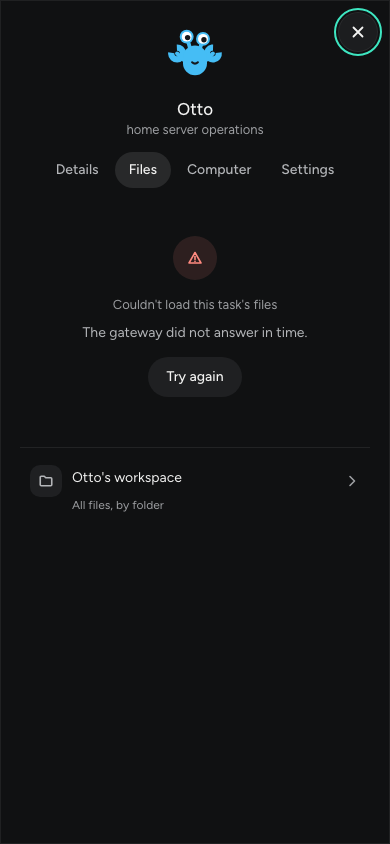 Otto
home server operations
Details Files Computer Settings
Couldn't load this task's files
The gateway did not answer in time.
Try again
Otto's workspace
All files, by folder